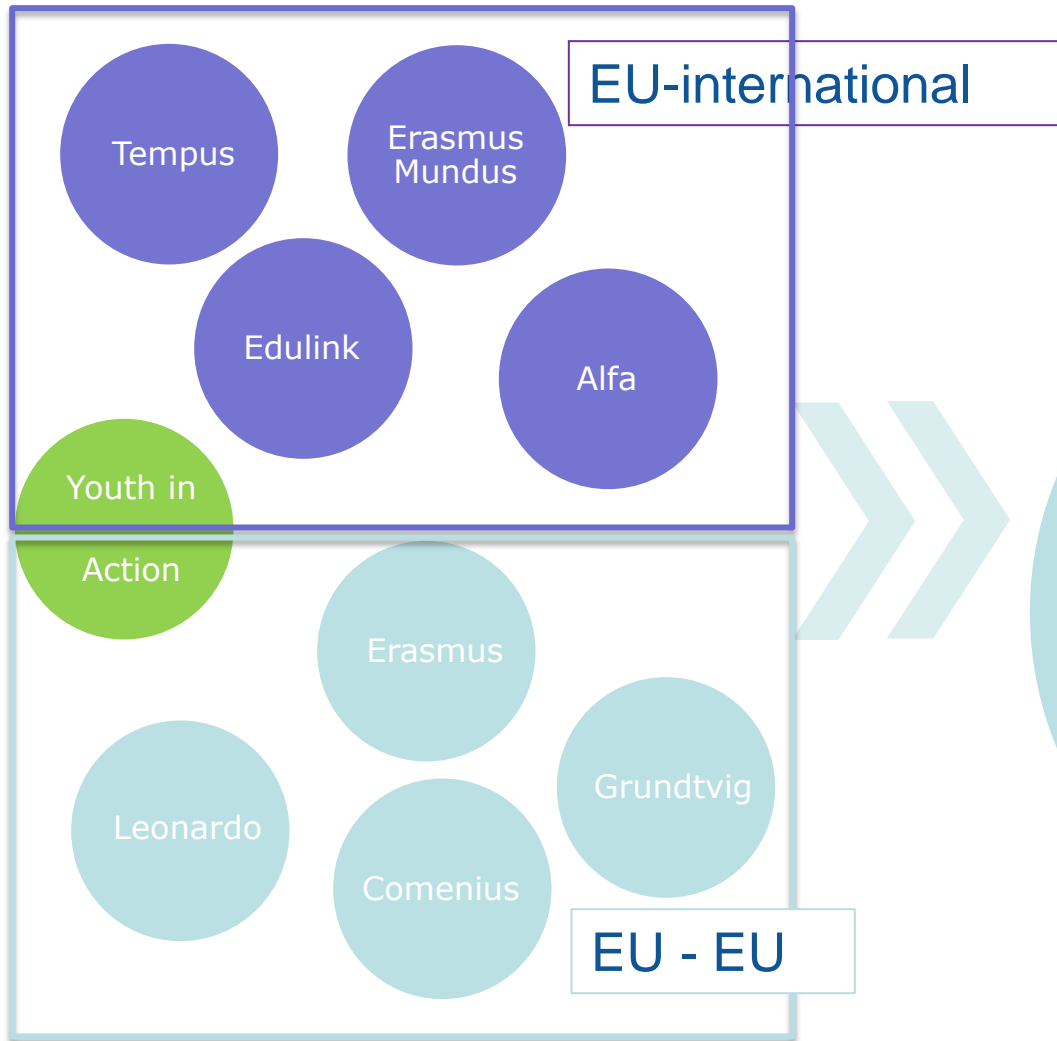 EU-international
Tempus
Erasmus
Mundus
Edulink
Alfa
Youth in
Action
Erasmus
Grundtvig
Leonardo
Comenius
EU - EU